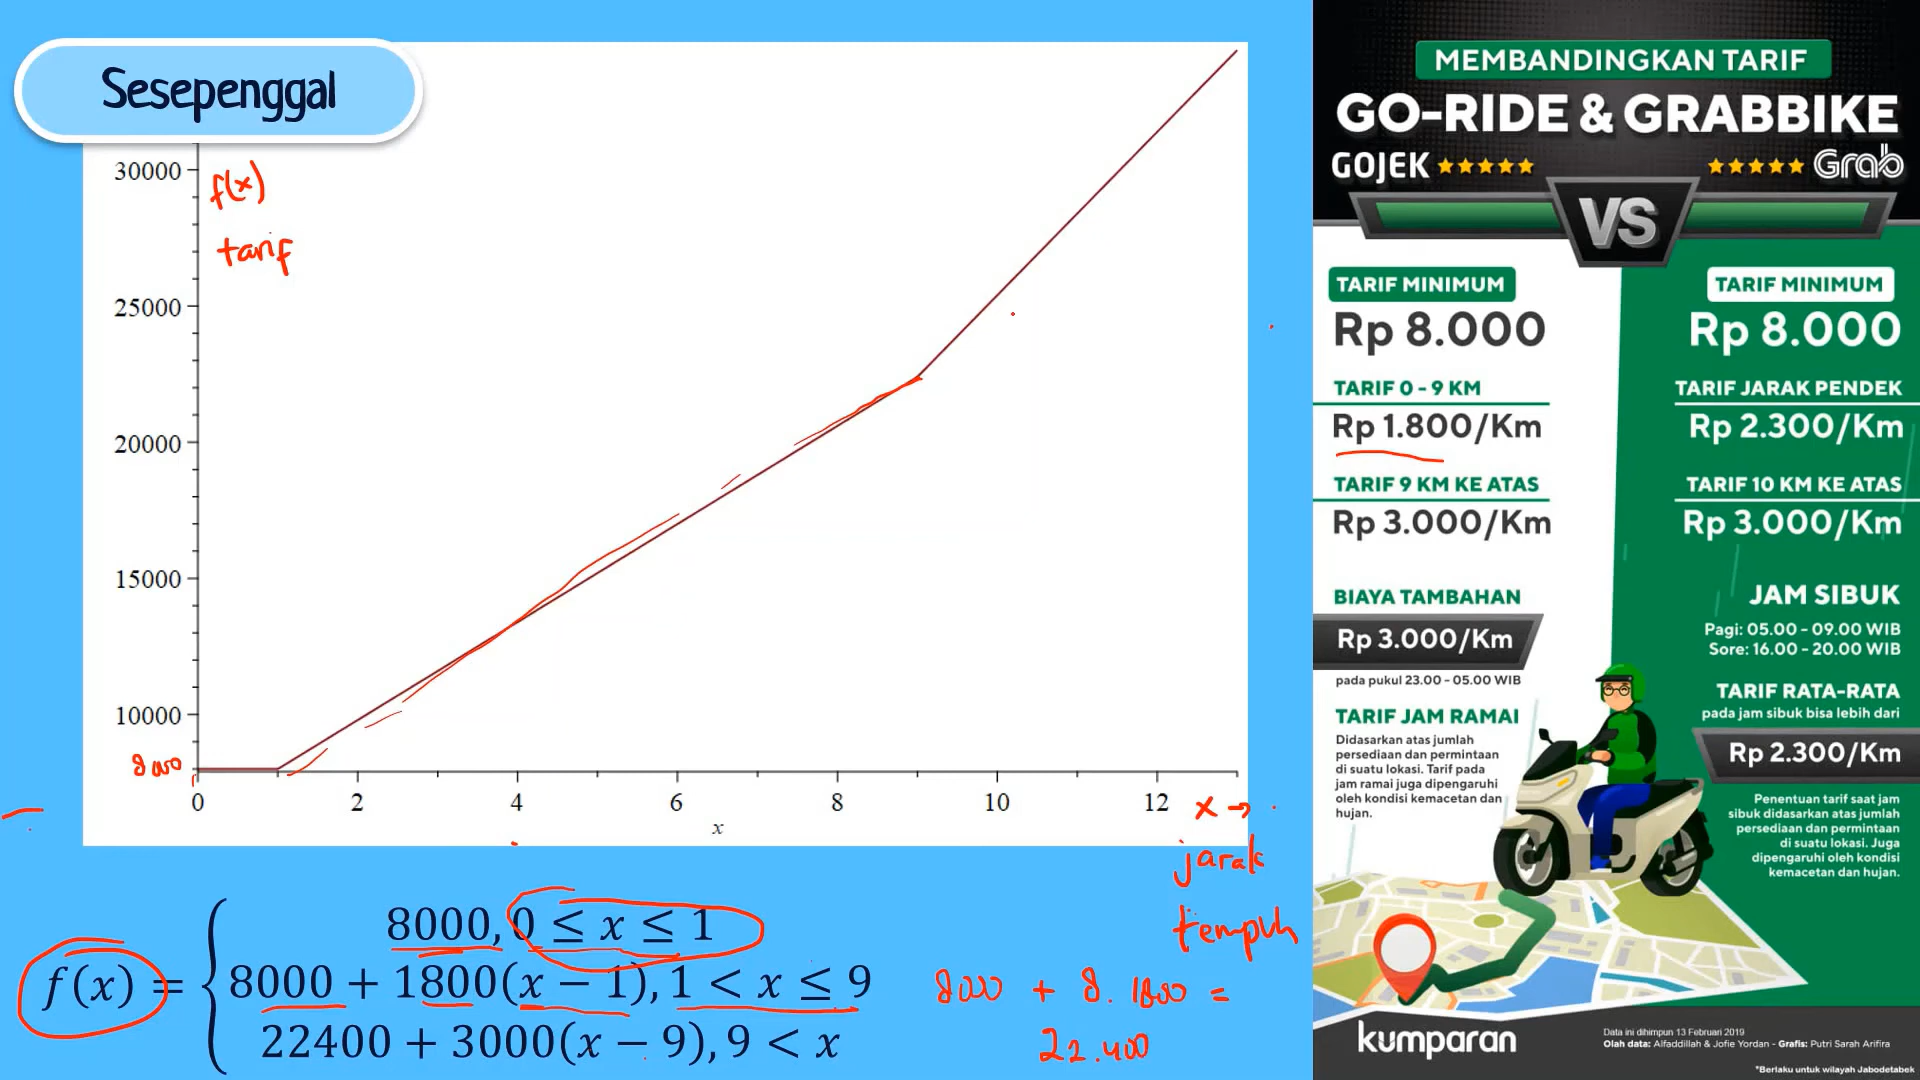 Sesepenggal
30000
25000
20000
15000
10000
8000
f(x)
tarif
0 2 4 6 8 10 12
x
x →
jarak
tempuh
f(x) = {
8000, 0 ≤ x ≤ 1
8000 + 1800(x − 1), 1 < x ≤ 9
22400 + 3000(x − 9), 9 < x
8000 + 8. 1800 =
22.400
MEMBANDINGKAN TARIF
GO-RIDE & GRABBIKE
GOJEK ★★★★★ ★★★★★ Grab
VS
TARIF MINIMUM
Rp 8.000
TARIF 0 - 9 KM
Rp 1.800/Km
TARIF 9 KM KE ATAS
Rp 3.000/Km
BIAYA TAMBAHAN
Rp 3.000/Km
pada pukul 23.00 - 05.00 WIB
TARIF JAM RAMAI
Didasarkan atas jumlah
persediaan dan permintaan
di suatu lokasi. Tarif pada
jam ramai juga dipengaruhi
oleh kondisi kemacetan dan
hujan.
TARIF MINIMUM
Rp 8.000
TARIF JARAK PENDEK
Rp 2.300/Km
TARIF 10 KM KE ATAS
Rp 3.000/Km
JAM SIBUK
Pagi: 05.00 - 09.00 WIB
Sore: 16.00 - 20.00 WIB
TARIF RATA-RATA
pada jam sibuk bisa lebih dari
Rp 2.300/Km
Penentuan tarif saat jam
sibuk didasarkan atas jumlah
persediaan dan permintaan
di suatu lokasi. Juga
dipengaruhi oleh kondisi
kemacetan dan hujan.
kumparan
Data ini dihimpun 13 Februari 2019
Olah data: Alfaddillah & Jofie Yordan - Grafis: Putri Sarah Arifira
*Berlaku untuk wilayah Jabodetabek